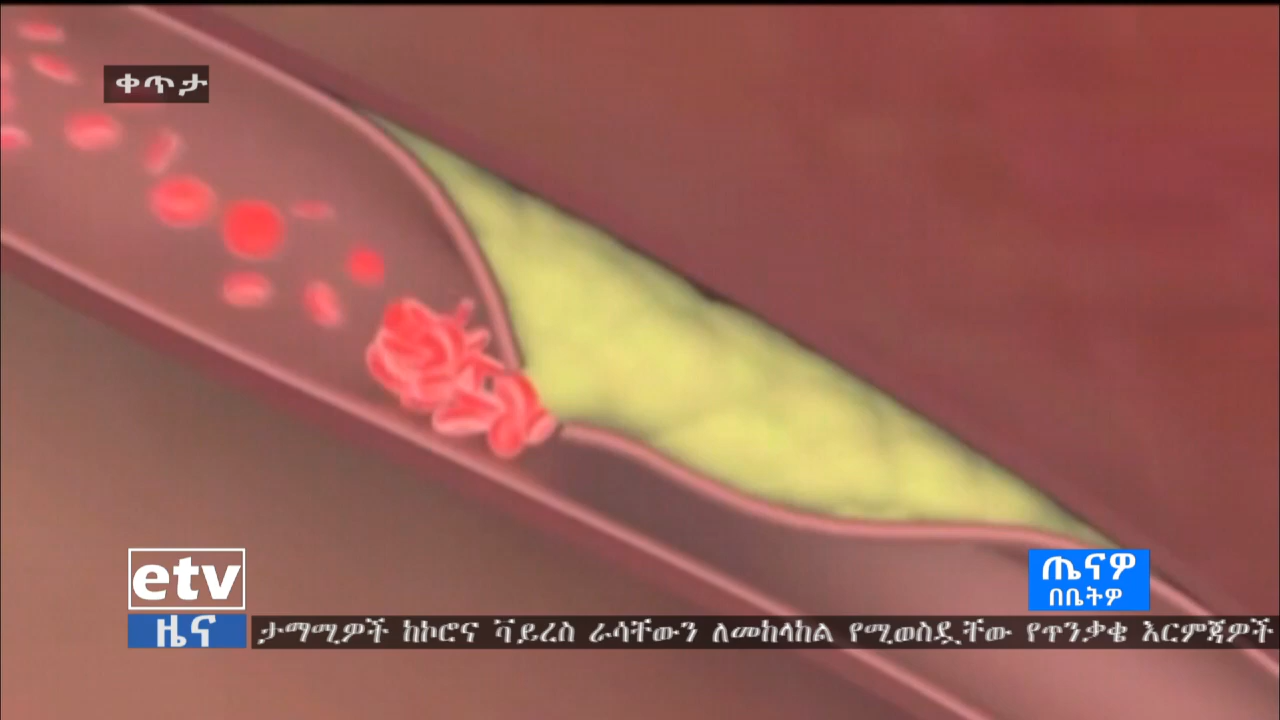 ቀጥታ
etv
ጤናዎ
በቤትዎ
ዜና
ታማሚዎች ከኮሮና ቫይረስ ራሳቸውን ለመከላከል የሚወስዷቸው የጥንቃቄ እርምጃዎች